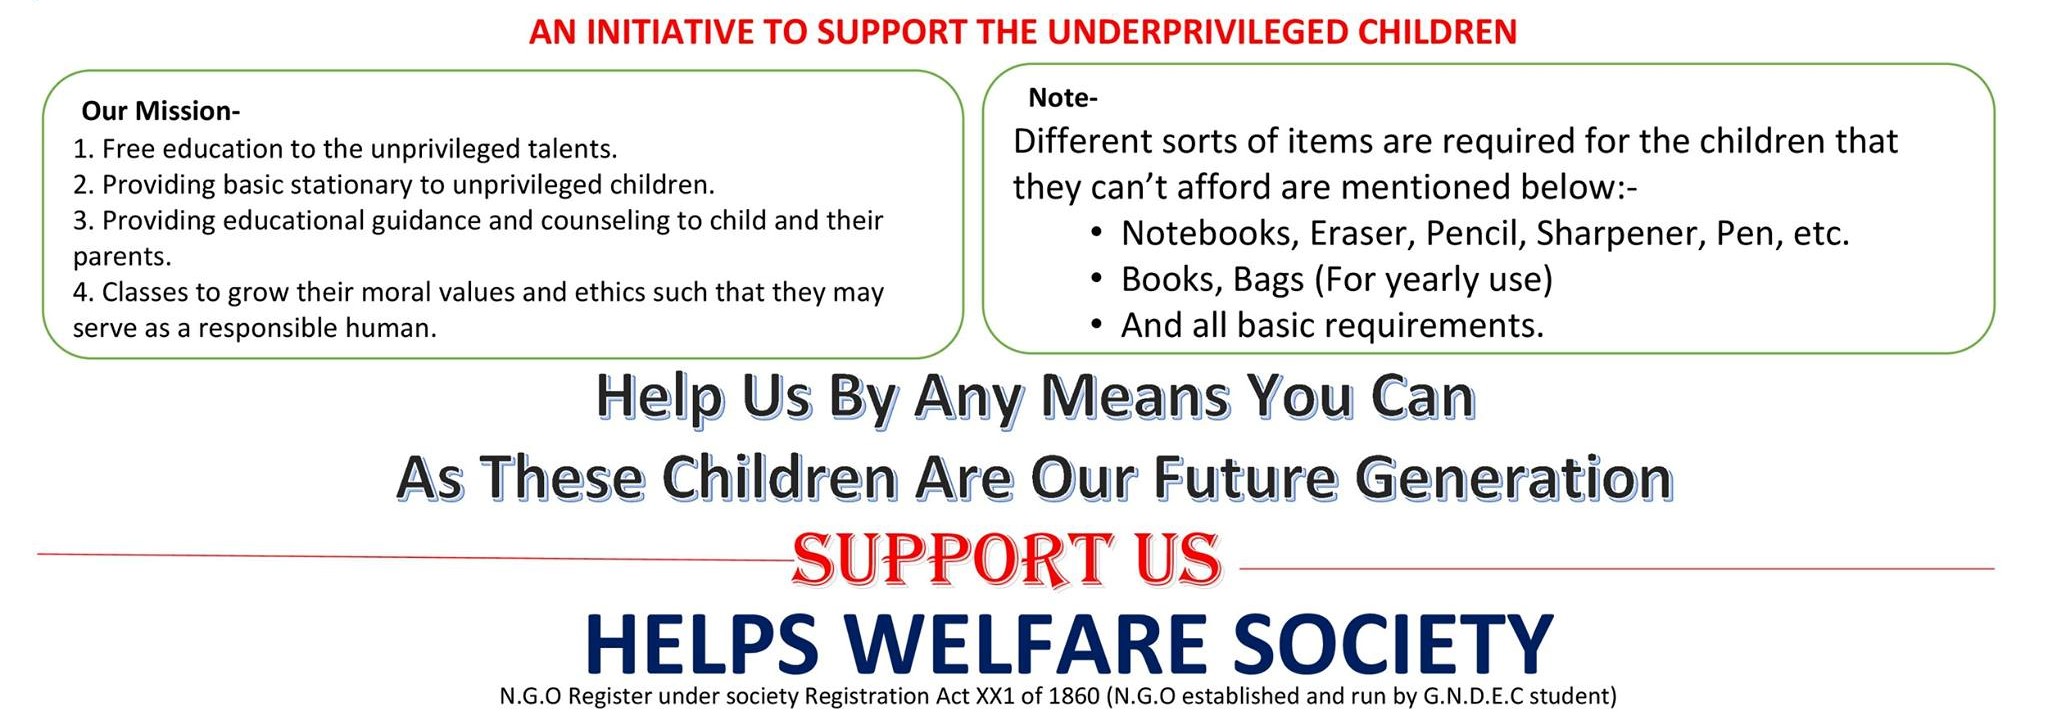 AN INITIATIVE TO SUPPORT THE UNDERPRIVILEGED CHILDREN
Our Mission-
1. Free education to the unprivileged talents.
2. Providing basic stationary to unprivileged children.
3. Providing educational guidance and counseling to child and their
parents.
4. Classes to grow their moral values and ethics such that they may
serve as a responsible human.
Note-
Different sorts of items are required for the children that
they can't afford are mentioned below:-
• Notebooks, Eraser, Pencil, Sharpener, Pen, etc.
• Books, Bags (For yearly use)
• And all basic requirements.
Help Us By Any Means You Can
As These Children Are Our Future Generation
SUPPORT US
HELPS WELFARE SOCIETY
N.G.O Register under society Registration Act XX1 of 1860 (N.G.O established and run by G.N.D.E.C student)